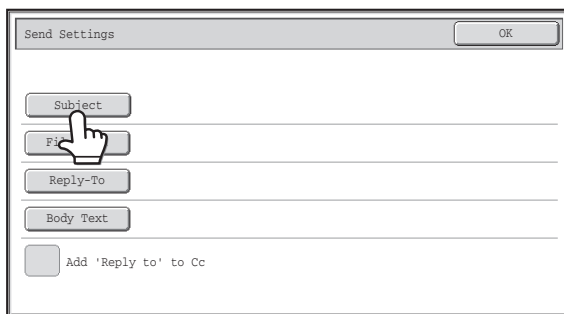 Send Settings
OK
Subject
Reply-To
Body Text
Add 'Reply to' to Cc